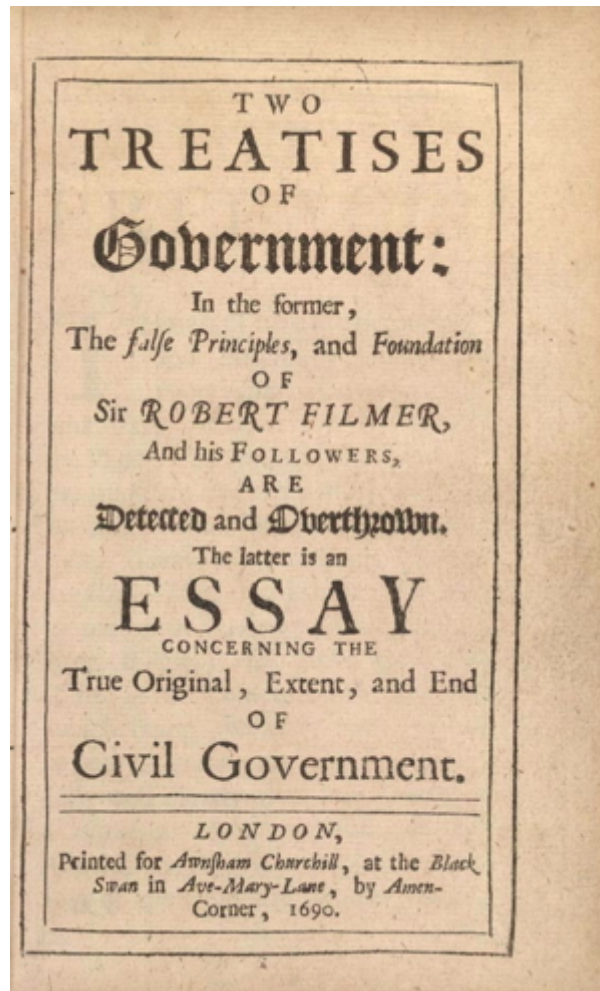 TWO
TREATISES
OF
Government:
In the former,
The falſe Principles, and Foundation
OF
Sir ROBERT FILMER,
And his FOLLOWERS,
ARE
Detected and Overthrown.
The latter is an
ESSAY
CONCERNING THE
True Original, Extent, and End
OF
Civil Government.
LONDON,
Printed for Awnſham Churchill, at the Black
Swan in Ave-Mary-Lane, by Amen-
Corner, 1690.